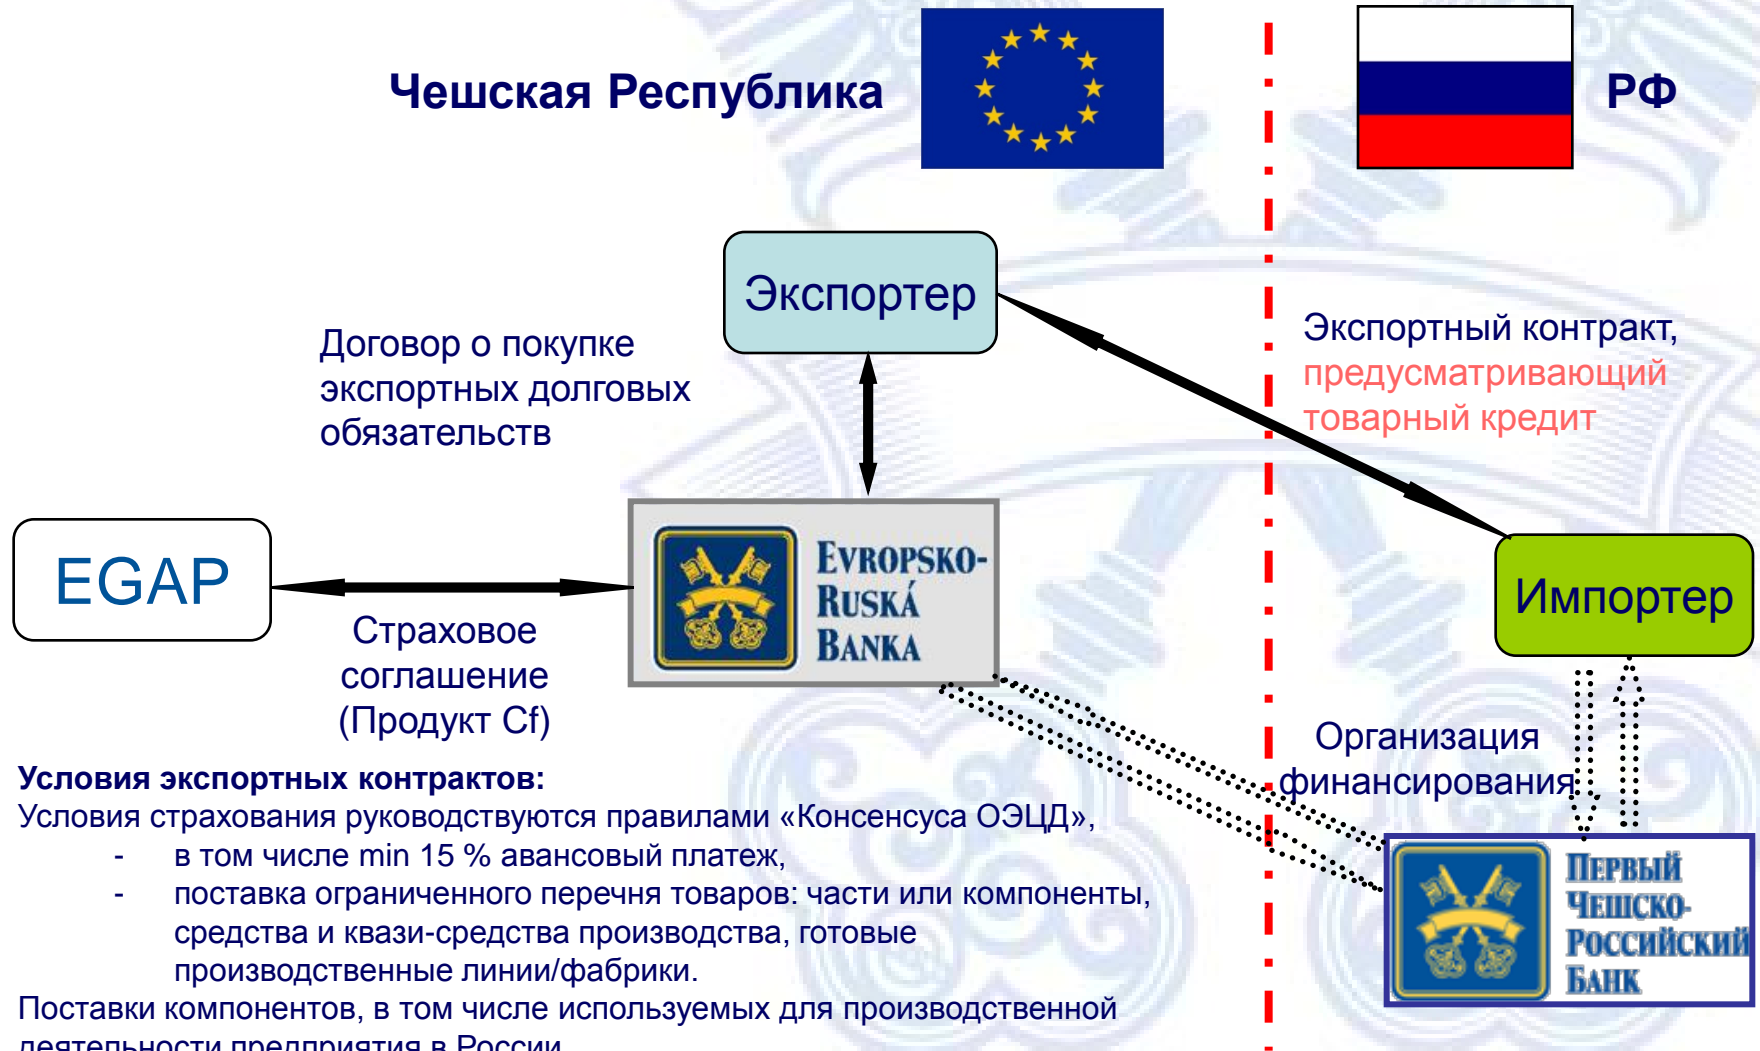 Чешская Республика
РФ
Экспортер
Договор о покупке
экспортных долговых
обязательств
Экспортный контракт,
предусматривающий
товарный кредит
EGAP
EVROPSKO-
RUSKÁ
BANKA
Импортер
Страховое
соглашение
(Продукт Cf)
Организация
финансирования
Условия экспортных контрактов:
Условия страхования руководствуются правилами «Консенсуса ОЭЦД»,
- в том числе min 15 % авансовый платеж,
- поставка ограниченного перечня товаров: части или компоненты,
средства и квази-средства производства, готовые
производственные линии/фабрики.
Поставки компонентов, в том числе используемых для производственной
деятельности предприятия в России
ПЕРВЫЙ
ЧЕШСКО-
РОССИЙСКИЙ
БАНК